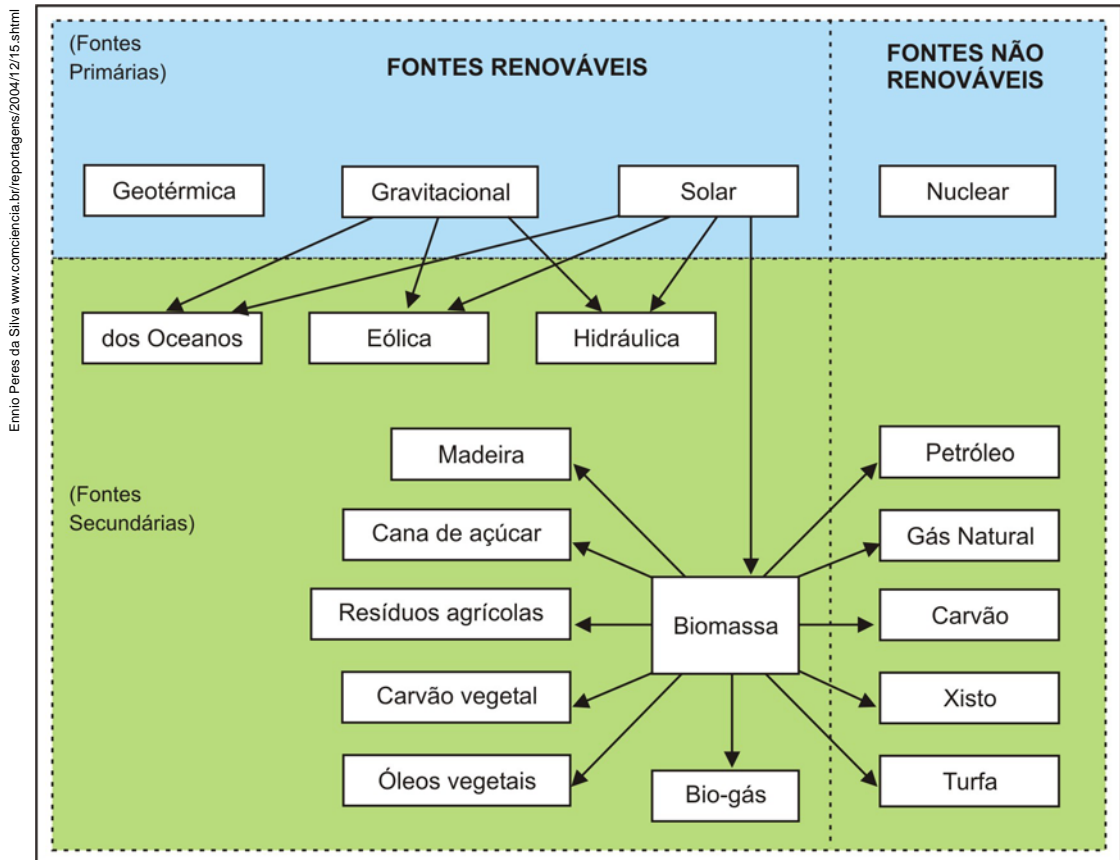 Ennio Peres da Silva www.comciencia.br/reportagens/2004/12/15.shtml
(Fontes
Primárias)
FONTES RENOVÁVEIS
FONTES NÃO
RENOVÁVEIS
Geotérmica
Gravitacional
Solar
Nuclear
dos Oceanos
Eólica
Hidráulica
(Fontes
Secundárias)
Madeira
Cana de açúcar
Resíduos agrícolas
Carvão vegetal
Óleos vegetais
Bio-gás
Biomassa
Petróleo
Gás Natural
Carvão
Xisto
Turfa